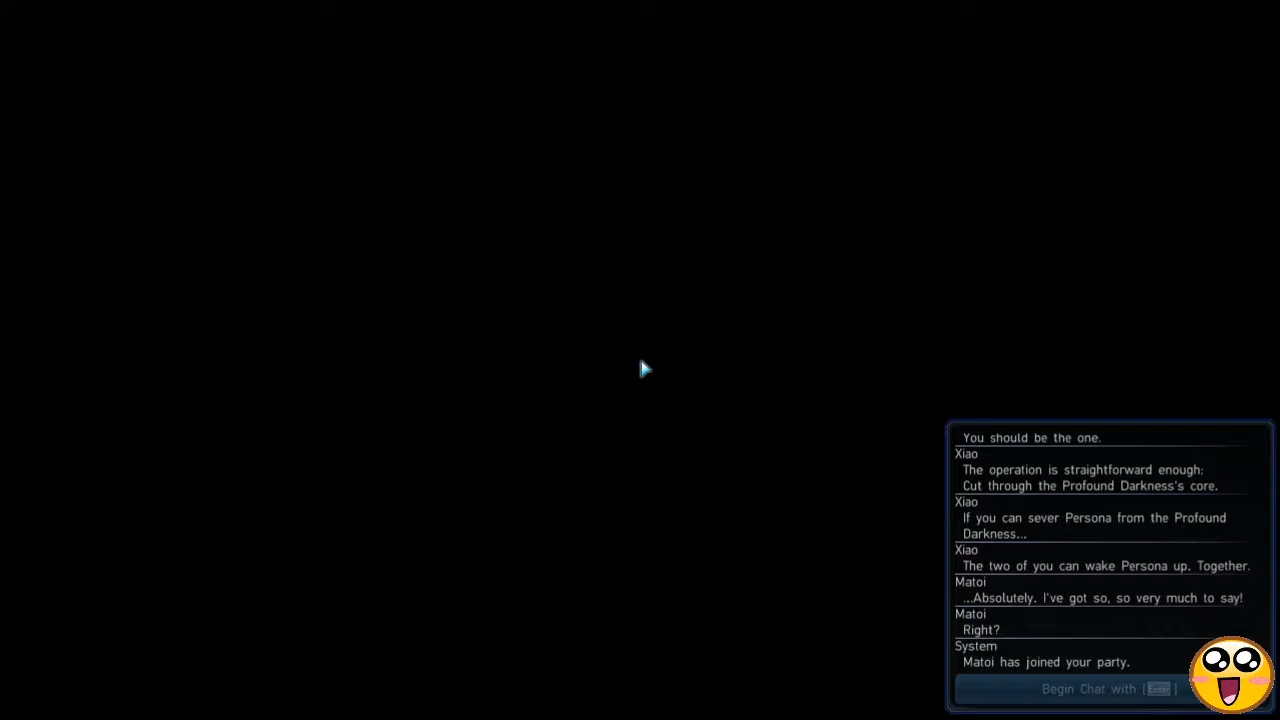 You should be the one.
Xiao
The operation is straightforward enough:
Cut through the Profound Darkness's core.
Xiao
If you can sever Persona from the Profound
Darkness...
Xiao
The two of you can wake Persona up. Together.
Matoi
...Absolutely. I've got so, so very much to say!
Matoi
Right?
System
Matoi has joined your party.
Begin Chat with [Enter]